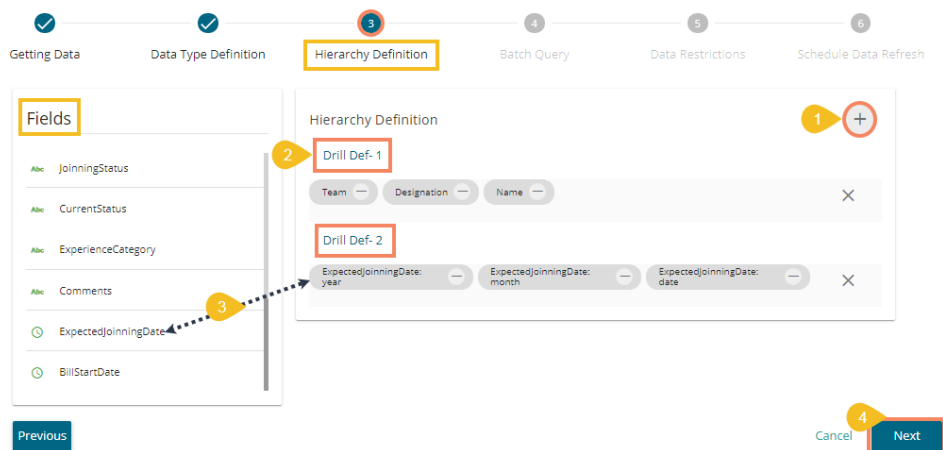 3 4 5 6
Getting Data Data Type Definition Hierarchy Definition Batch Query Data Restrictions Schedule Data Refresh
Fields
Abc JoinningStatus
Abc CurrentStatus
Abc ExperienceCategory
Abc Comments
ExpectedJoinningDate
BillStartDate
Hierarchy Definition
1 +
2 Drill Def- 1
Team Designation Name
Drill Def- 2
ExpectedJoinningDate:
year
ExpectedJoinningDate:
month
ExpectedJoinningDate:
date
3
4
Previous Cancel Next